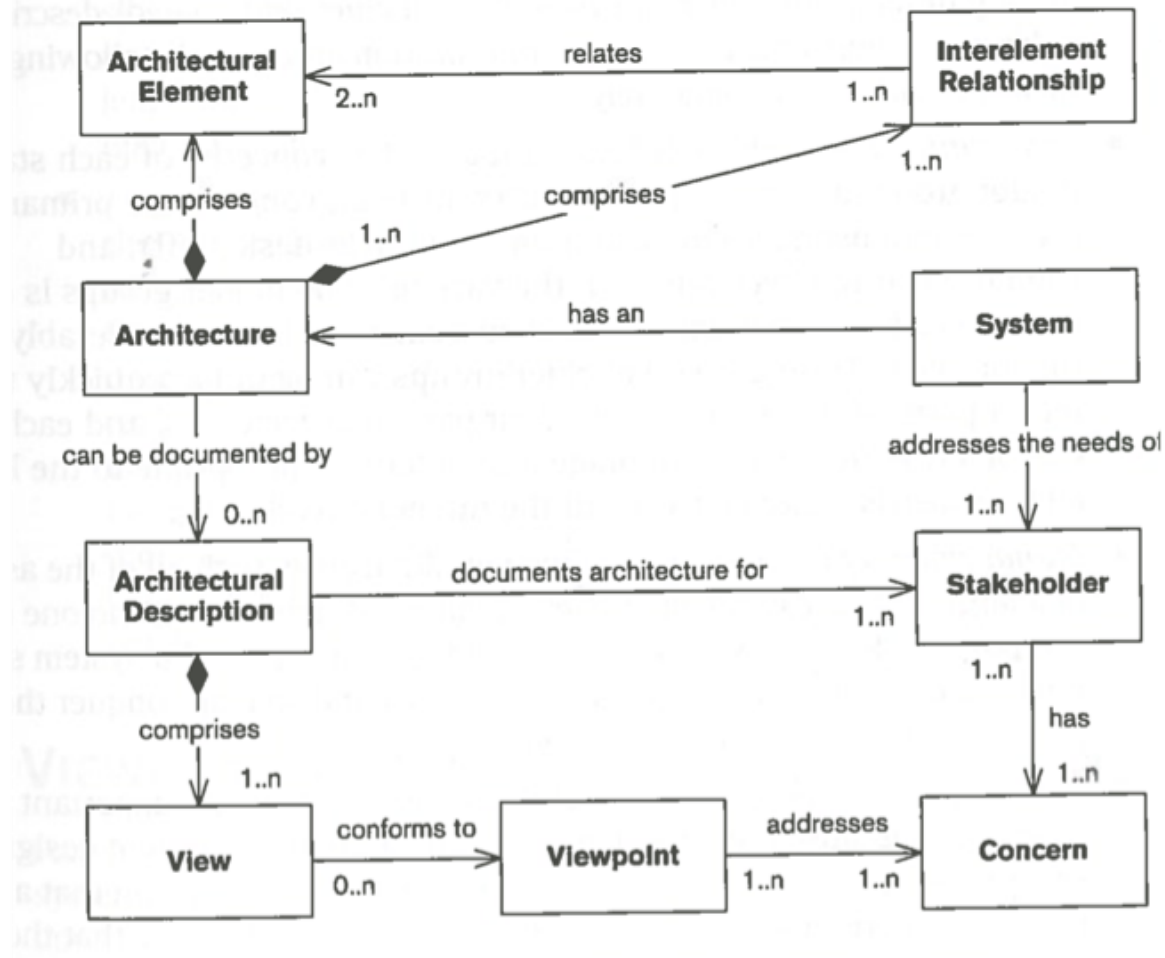 Architectural
Element
relates
Interelement
Relationship
2..n
1..n
1..n
comprises
comprises
1..n
Architecture
has an
System
can be documented by
addresses the needs of
0..n
1..n
Architectural
Description
documents architecture for
Stakeholder
1..n
1..n
comprises
has
1..n
1..n
View
conforms to
Viewpoint
addresses
Concern
0..n
1..n
1..n